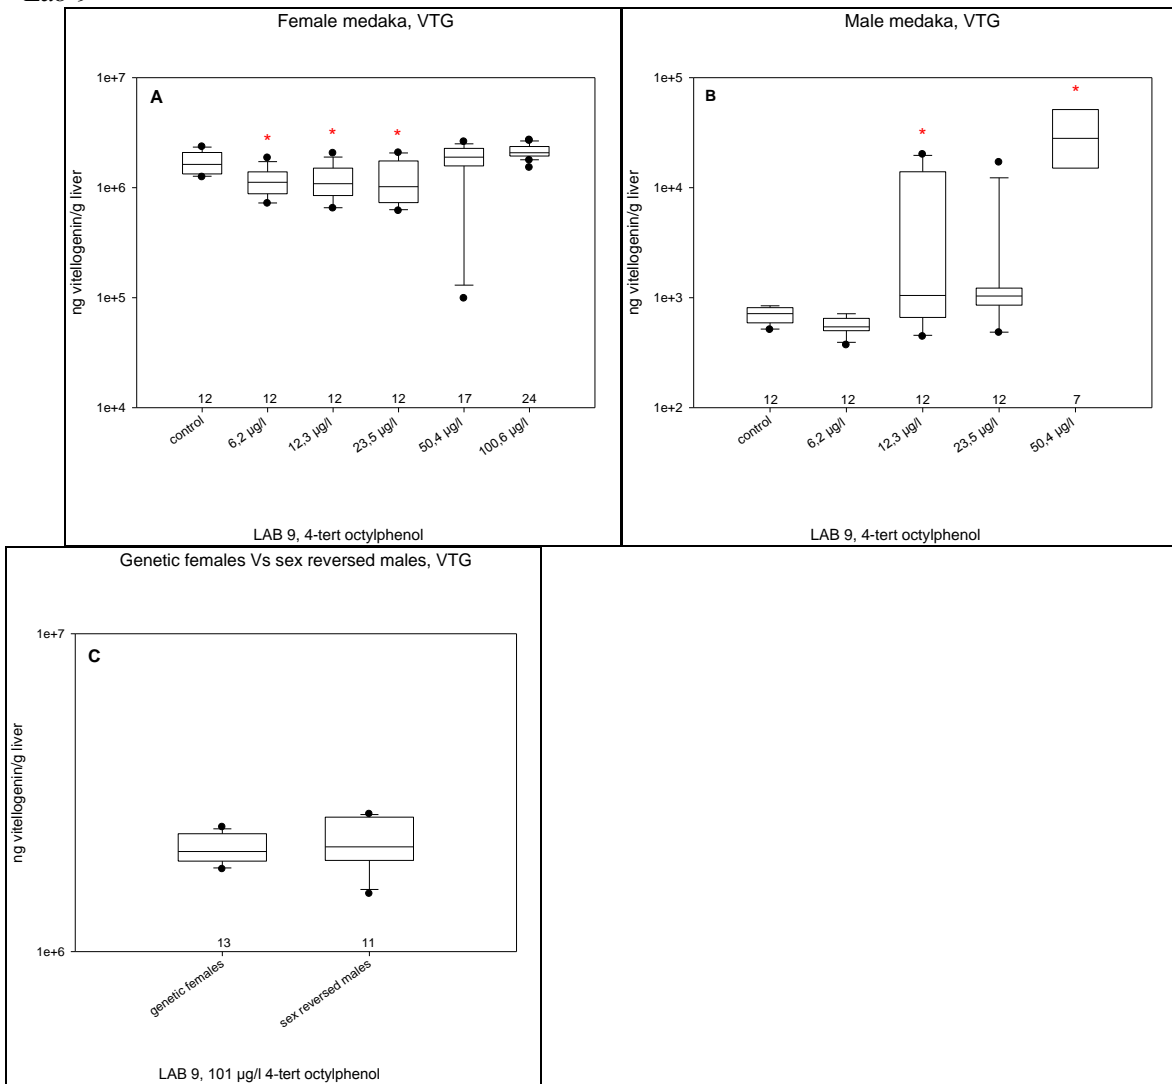 Lab 9
Female medaka, VTG
1e+7
A
* * *
1e+6
1e+5
1e+4
ng vitellogenin/g liver
12 12 12 12 17 24
control 6,2 µg/l 12,3 µg/l 23,5 µg/l 50,4 µg/l 100,6 µg/l
LAB 9, 4-tert octylphenol
Male medaka, VTG
1e+5
B
* *
1e+4
1e+3
1e+2
ng vitellogenin/g liver
12 12 12 12 7
control 6,2 µg/l 12,3 µg/l 23,5 µg/l 50,4 µg/l
LAB 9, 4-tert octylphenol
Genetic females Vs sex reversed males, VTG
1e+7
C
1e+6
ng vitellogenin/g liver
13 11
genetic females sex reversed males
LAB 9, 101 µg/l 4-tert octylphenol